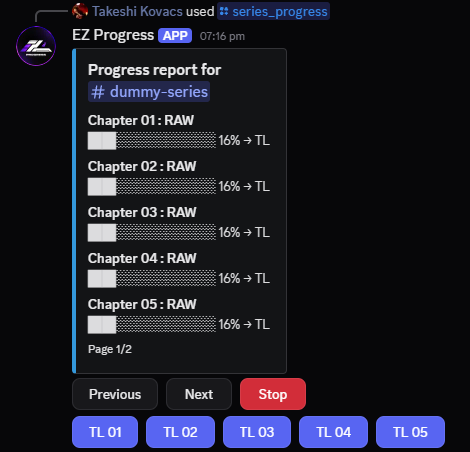 Takeshi Kovacs used series_progress
EZ Progress APP 07:16 pm
Progress report for
# dummy-series
Chapter 01 : RAW
██▒▒▒▒▒▒▒▒▒▒ 16% → TL
Chapter 02 : RAW
██▒▒▒▒▒▒▒▒▒▒ 16% → TL
Chapter 03 : RAW
██▒▒▒▒▒▒▒▒▒▒ 16% → TL
Chapter 04 : RAW
██▒▒▒▒▒▒▒▒▒▒ 16% → TL
Chapter 05 : RAW
██▒▒▒▒▒▒▒▒▒▒ 16% → TL
Page 1/2
Previous Next Stop
TL 01 TL 02 TL 03 TL 04 TL 05